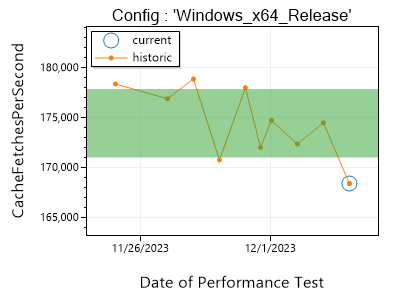 Config : 'Windows_x64_Release'
current
historic
CacheFetchesPerSecond
180,000
175,000
170,000
165,000
11/26/2023
12/1/2023
Date of Performance Test